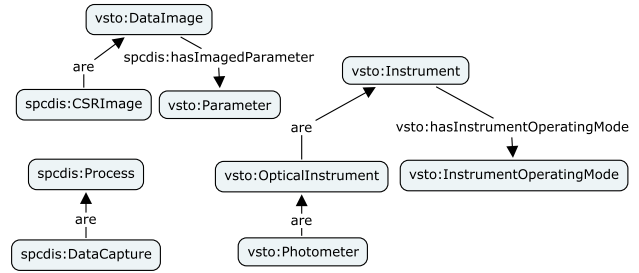 vsto:DataImage
are
spcdis:hasImagedParameter
spcdis:CSRImage
vsto:Parameter
vsto:Instrument
are
vsto:hasInstrumentOperatingMode
vsto:OpticalInstrument
vsto:InstrumentOperatingMode
are
vsto:Photometer
spcdis:Process
are
spcdis:DataCapture